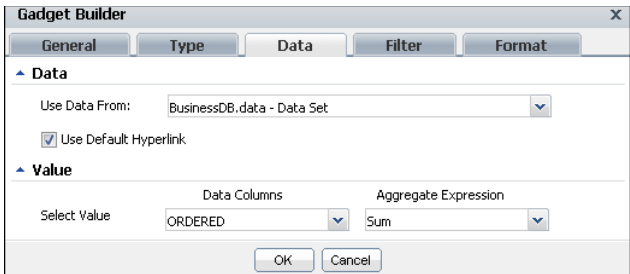 Gadget Builder x
General Type Data Filter Format
Data
Use Data From: BusinessDB.data - Data Set
Use Default Hyperlink
Value
Data Columns Aggregate Expression
Select Value ORDERED Sum
OK Cancel